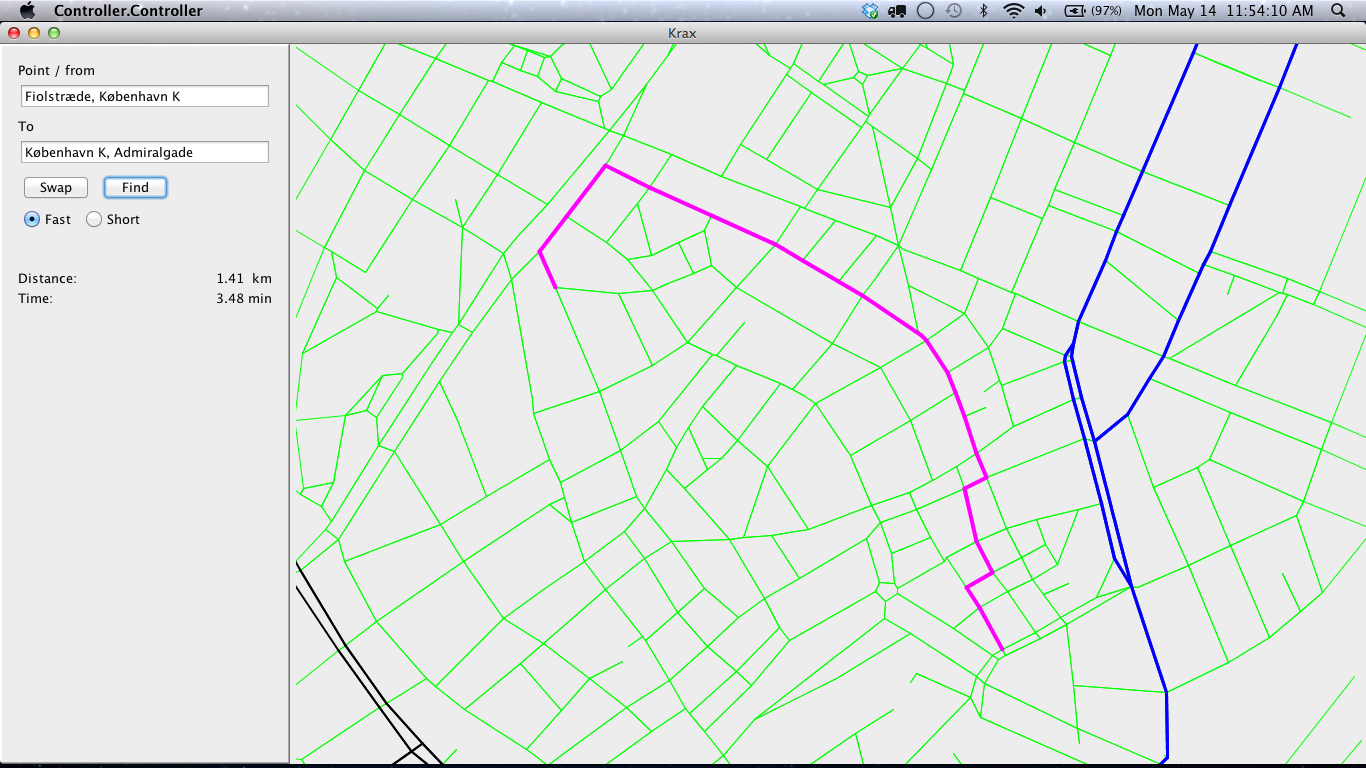 Controller.Controller (97%) Mon May 14 11:54:10 AM
Krax
Point / from
Fiolstræde, København K
To
København K, Admiralgade
Swap Find
Fast Short
Distance: 1.41 km
Time: 3.48 min